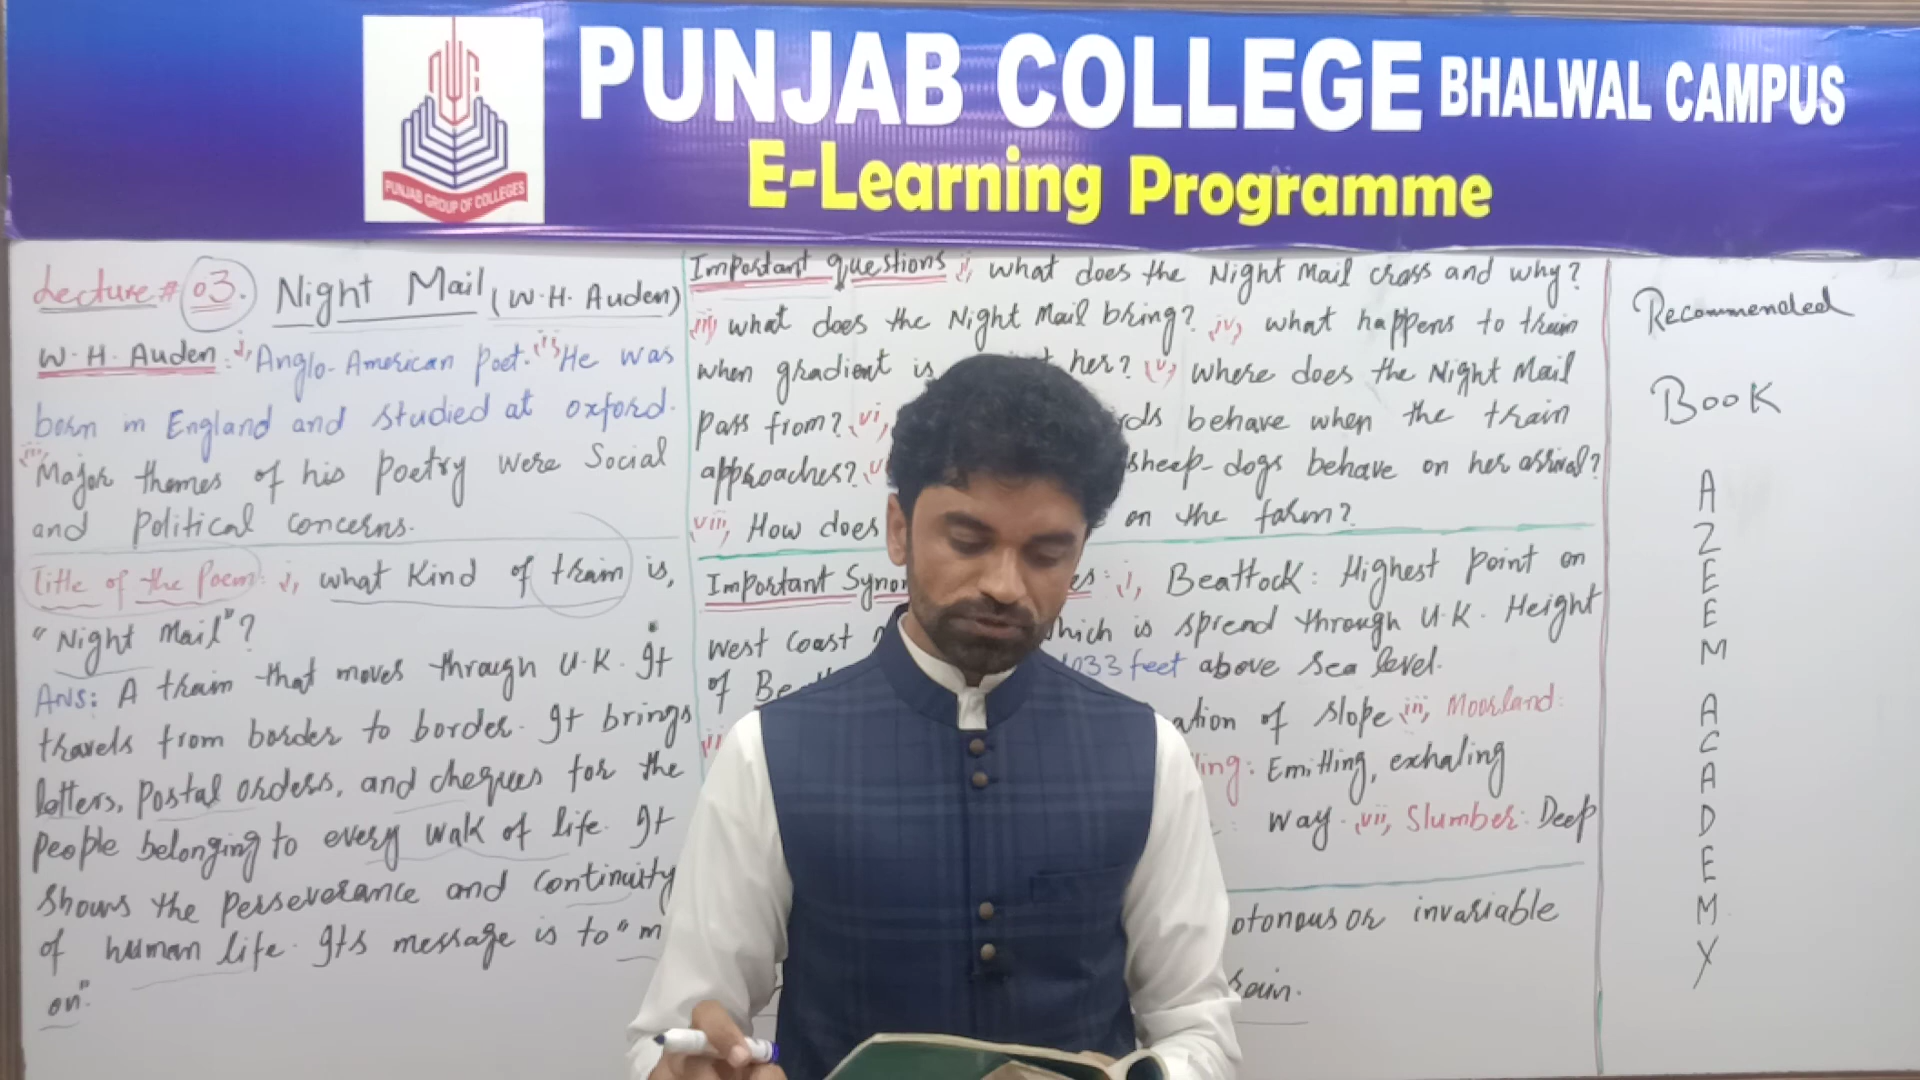 PUNJAB COLLEGE BHALWAL CAMPUS
E-Learning Programme
PUNJAB GROUP OF COLLEGES
Lecture # 03. Night Mail (W.H. Auden)
W.H. Auden: i, Anglo-American Poet. ii, He was
born in England and studied at oxford.
iii, Major themes of his Poetry were Social
and political concerns.
Title of the Poem: i, what kind of train is,
"Night Mail"?
Ans: A train that moves through U.K. It
travels from border to border. It brings
letters, postal orders, and cheques for the
people belonging to every walk of life. It
shows the perseverance and continuity
of human life. Its message is to "m
on".
Important questions i, what does the Night Mail cross and why?
what does the Night Mail bring? iv, what happens to train
when gradient is her? v, where does the Night Mail
pass from? vi, behave when the train
approaches? sheep-dogs behave on her arrival?
vii, How does on the farm?
Important i, Beattock: Highest point on
west coast which is spread through U.K. Height
of 1033 feet above sea level.
of slope iii, Moorland:
Emitting, exhaling
way. vii, Slumber: Deep
or invariable
Recommended
Book
A
Z
E
E
M
A
C
A
D
E
M
Y